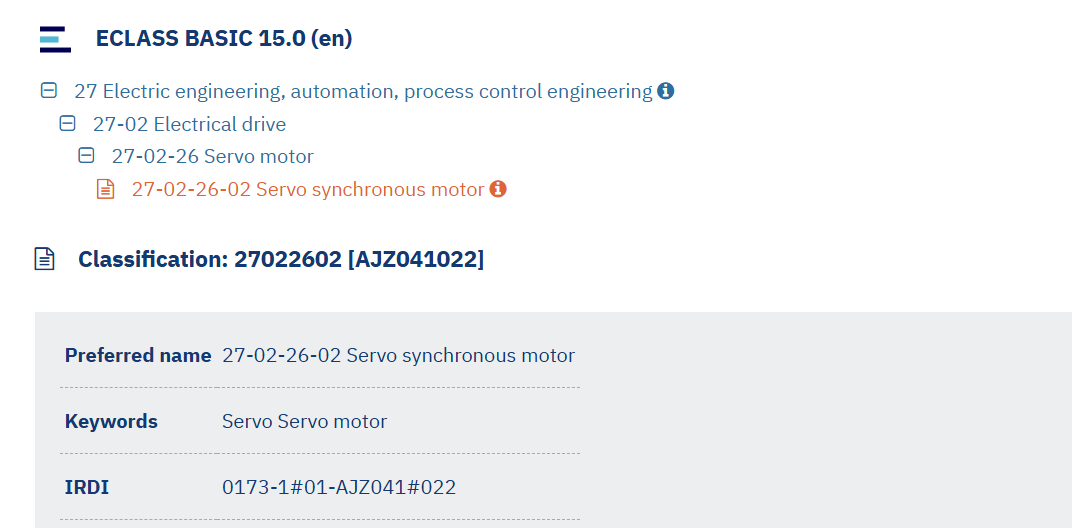 ECLASS BASIC 15.0 (en)
27 Electric engineering, automation, process control engineering
27-02 Electrical drive
27-02-26 Servo motor
27-02-26-02 Servo synchronous motor
Classification: 27022602 [AJZ041022]
Preferred name 27-02-26-02 Servo synchronous motor
Keywords Servo Servo motor
IRDI 0173-1#01-AJZ041#022